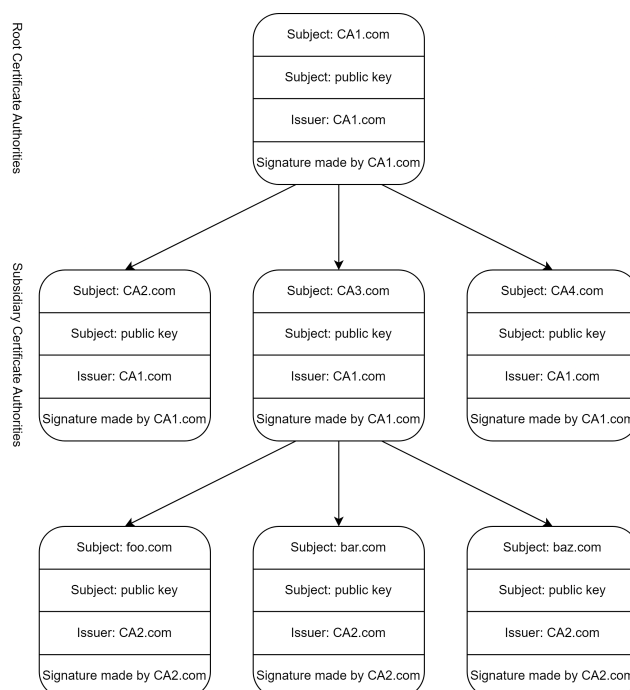 Root Certificate Authorities
Subject: CA1.com
Subject: public key
Issuer: CA1.com
Signature made by CA1.com
Subsidiary Certificate Authorities
Subject: CA2.com
Subject: public key
Issuer: CA1.com
Signature made by CA1.com
Subject: CA3.com
Subject: public key
Issuer: CA1.com
Signature made by CA1.com
Subject: CA4.com
Subject: public key
Issuer: CA1.com
Signature made by CA1.com
Subject: foo.com
Subject: public key
Issuer: CA2.com
Signature made by CA2.com
Subject: bar.com
Subject: public key
Issuer: CA2.com
Signature made by CA2.com
Subject: baz.com
Subject: public key
Issuer: CA2.com
Signature made by CA2.com